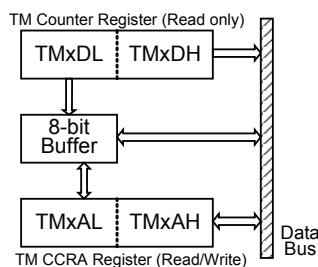 TM Counter Register (Read only)
TMxDL TMxDH
8-bit
Buffer
TMxAL TMxAH
TM CCRA Register (Read/Write)
Data
Bus